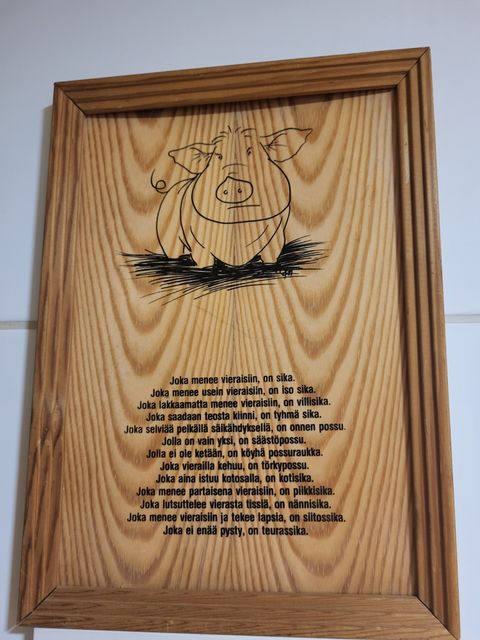 Joka menee vieraisiin, on sika.
Joka menee usein vieraisiin, on iso sika.
Joka lakkaamatta menee vieraisiin, on villisika.
Joka saadaan teosta kiinni, on tyhmä sika.
Joka selviää pelkällä säikähdyksellä, on onnen possu.
Jolla on vain yksi, on säästöpossu.
Jolla ei ole ketään, on köyhä possuraukka.
Joka vierailla kehuu, on törkypossu.
Joka aina istuu kotosalla, on kotisika.
Joka menee partaisena vieraisiin, on piikkisika.
Joka lutsuttelee vierasta tissiä, on nännisika.
Joka menee vieraisiin ja tekee lapsia, on siitossika.
Joka ei enää pysty, on teurassika.